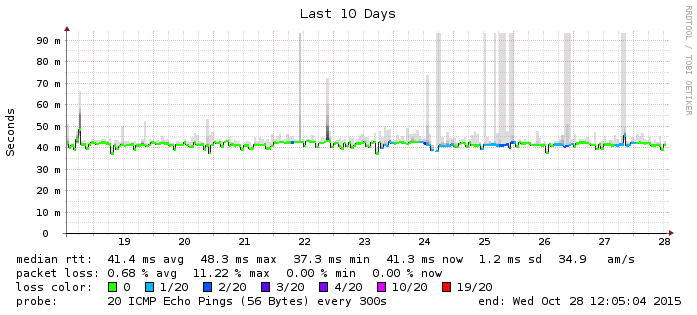 Last 10 Days
RRDTOOL / TOBI OETIKER
Seconds
90 m
80 m
70 m
60 m
50 m
40 m
30 m
20 m
10 m
0
19 20 21 22 23 24 25 26 27 28
median rtt: 41.4 ms avg 48.3 ms max 37.3 ms min 41.3 ms now 1.2 ms sd 34.9 am/s
packet loss: 0.68 % avg 11.22 % max 0.00 % min 0.00 % now
loss color: 0 1/20 2/20 3/20 4/20 10/20 19/20
probe: 20 ICMP Echo Pings (56 Bytes) every 300s end: Wed Oct 28 12:05:04 2015